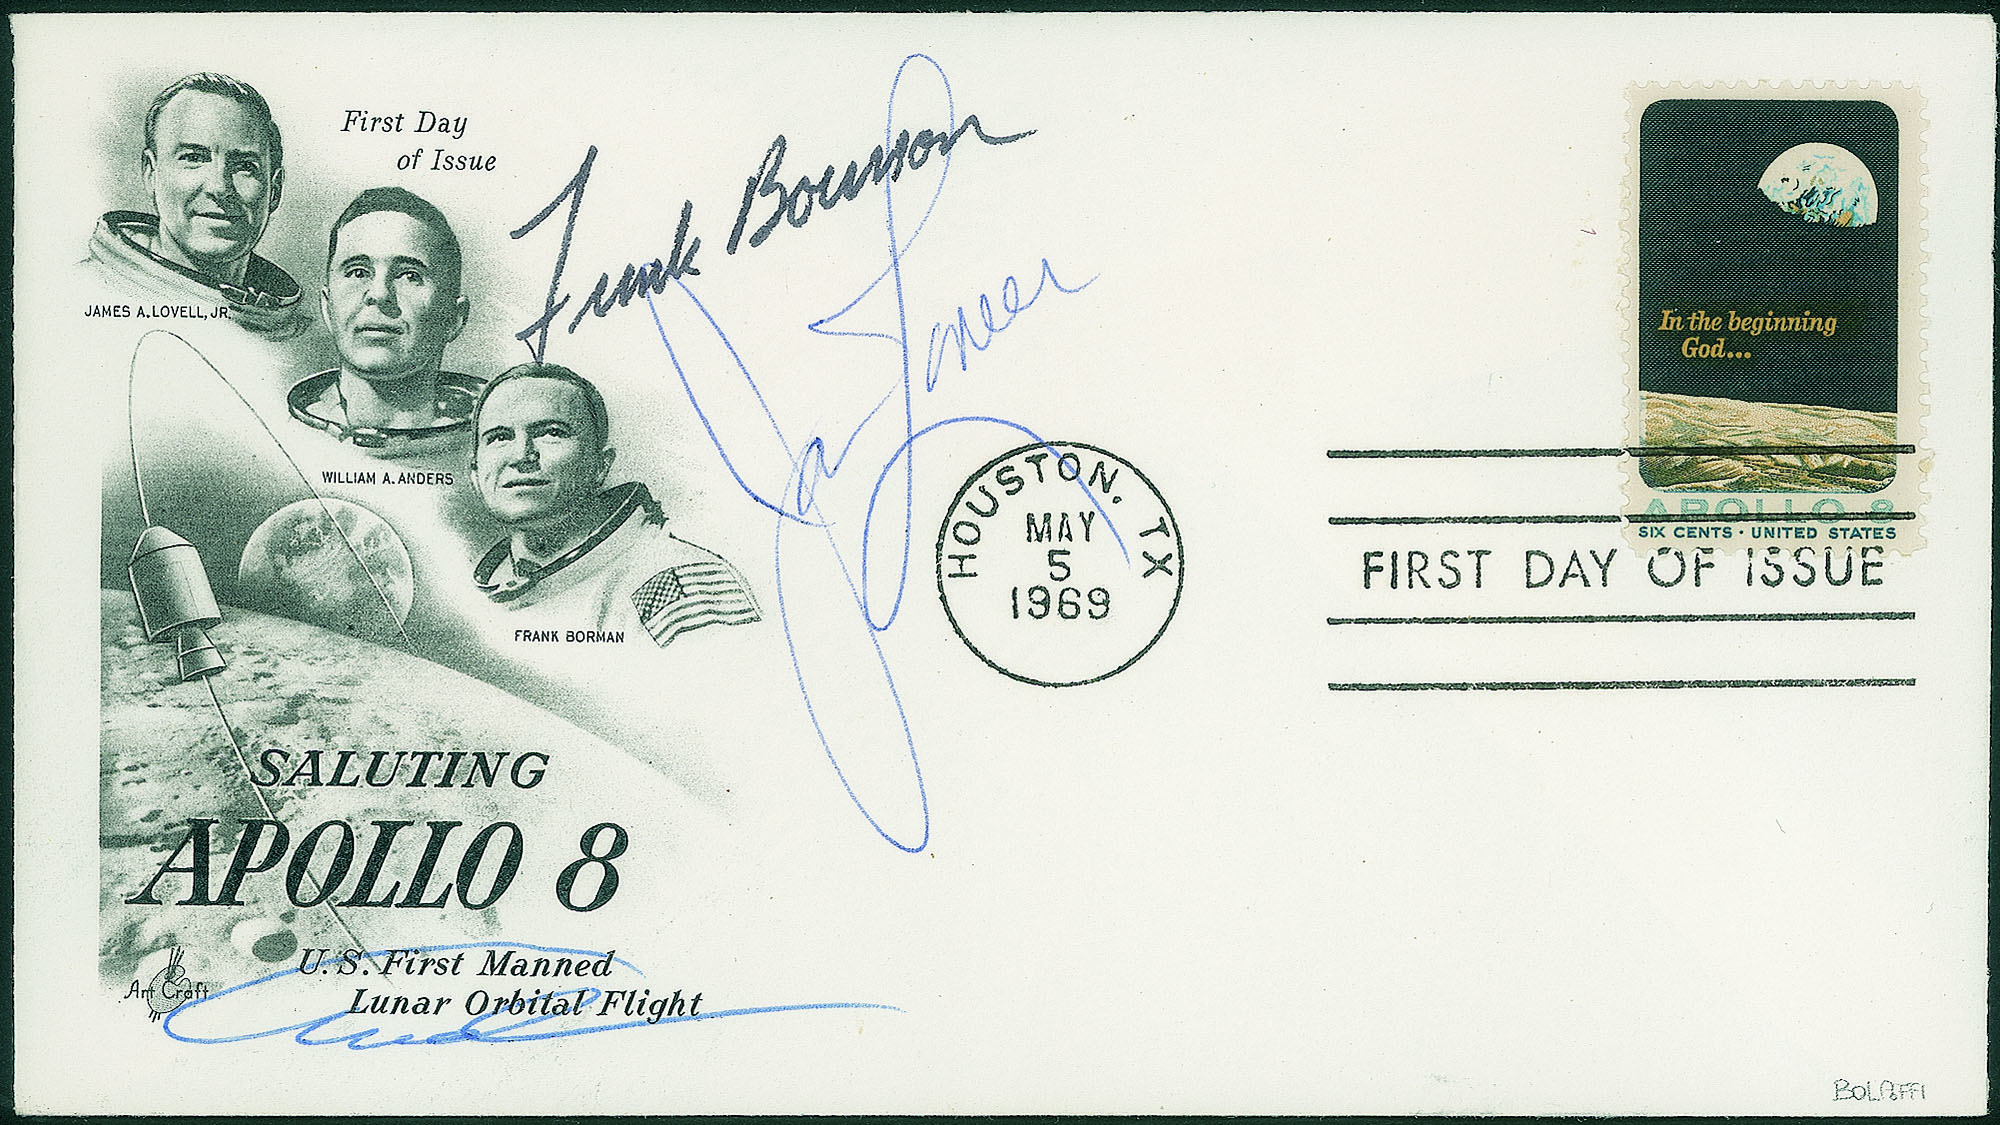 First Day
of Issue
JAMES A. LOVELL, JR.
WILLIAM A. ANDERS
FRANK BORMAN
SALUTING
APOLLO 8
U.S. First Manned
Lunar Orbital Flight
Art Craft
Frank Borman
HOUSTON, TX
MAY
5
1969
In the beginning
God...
APOLLO 8
SIX CENTS · UNITED STATES
FIRST DAY OF ISSUE
BOLAFFI